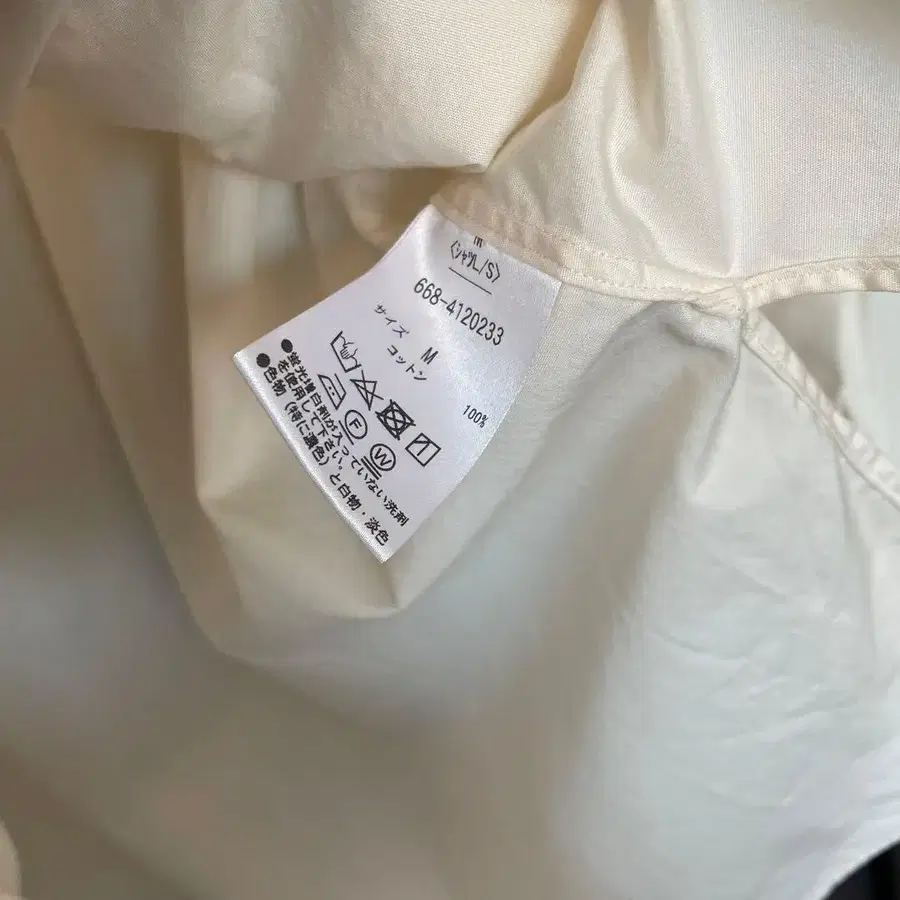 M
〈シャツL/S〉
668-4120233
サイズ M
コットン 100%
F
W
●蛍光増白剤が入っていない洗剤
を使用して下さい。
●色物(特に濃色)と白物・淡色